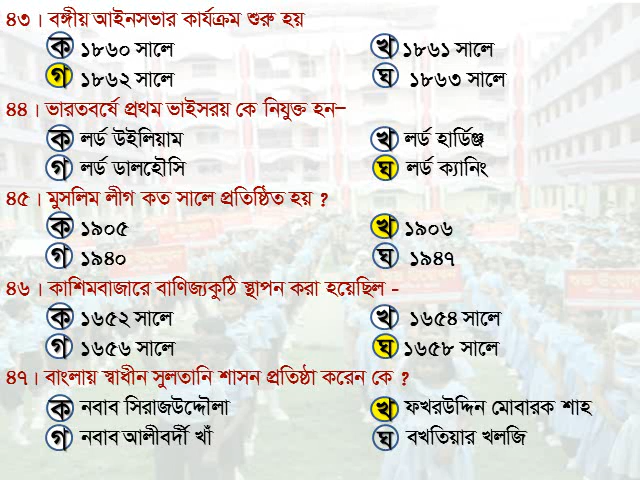 ৪৩। বঙ্গীয় আইনসভার কার্যক্রম শুরু হয়
ক ১৮৬০ সালে খ ১৮৬১ সালে
গ ১৮৬২ সালে ঘ ১৮৬৩ সালে
৪৪। ভারতবর্ষে প্রথম ভাইসরয় কে নিযুক্ত হন–
ক লর্ড উইলিয়াম খ লর্ড হার্ডিঞ্জ
গ লর্ড ডালহৌসি ঘ লর্ড ক্যানিং
৪৫। মুসলিম লীগ কত সালে প্রতিষ্ঠিত হয় ?
ক ১৯০৫ খ ১৯০৬
গ ১৯৪০ ঘ ১৯৪৭
৪৬। কাশিমবাজারে বাণিজ্যকুঠি স্থাপন করা হয়েছিল -
ক ১৬৫২ সালে খ ১৬৫৪ সালে
গ ১৬৫৬ সালে ঘ ১৬৫৮ সালে
৪৭। বাংলায় স্বাধীন সুলতানি শাসন প্রতিষ্ঠা করেন কে ?
ক নবাব সিরাজউদ্দৌলা খ ফখরউদ্দিন মোবারক শাহ
গ নবাব আলীবর্দী খাঁ ঘ বখতিয়ার খলজি